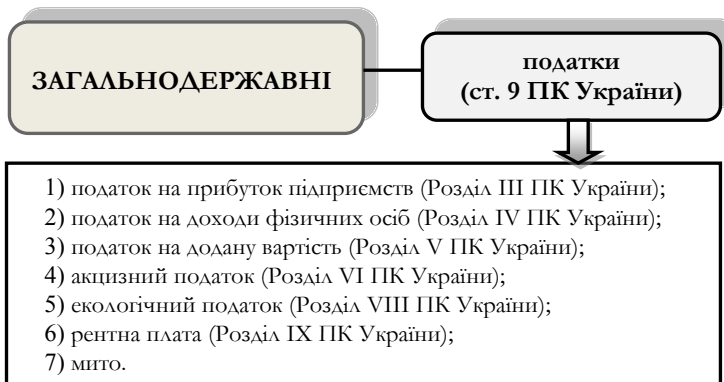 ЗАГАЛЬНОДЕРЖАВНІ
податки
(ст. 9 ПК України)
1) податок на прибуток підприємств (Розділ III ПК України);
2) податок на доходи фізичних осіб (Розділ IV ПК України);
3) податок на додану вартість (Розділ V ПК України);
4) акцизний податок (Розділ VI ПК України);
5) екологічний податок (Розділ VIII ПК України);
6) рентна плата (Розділ IX ПК України);
7) мито.